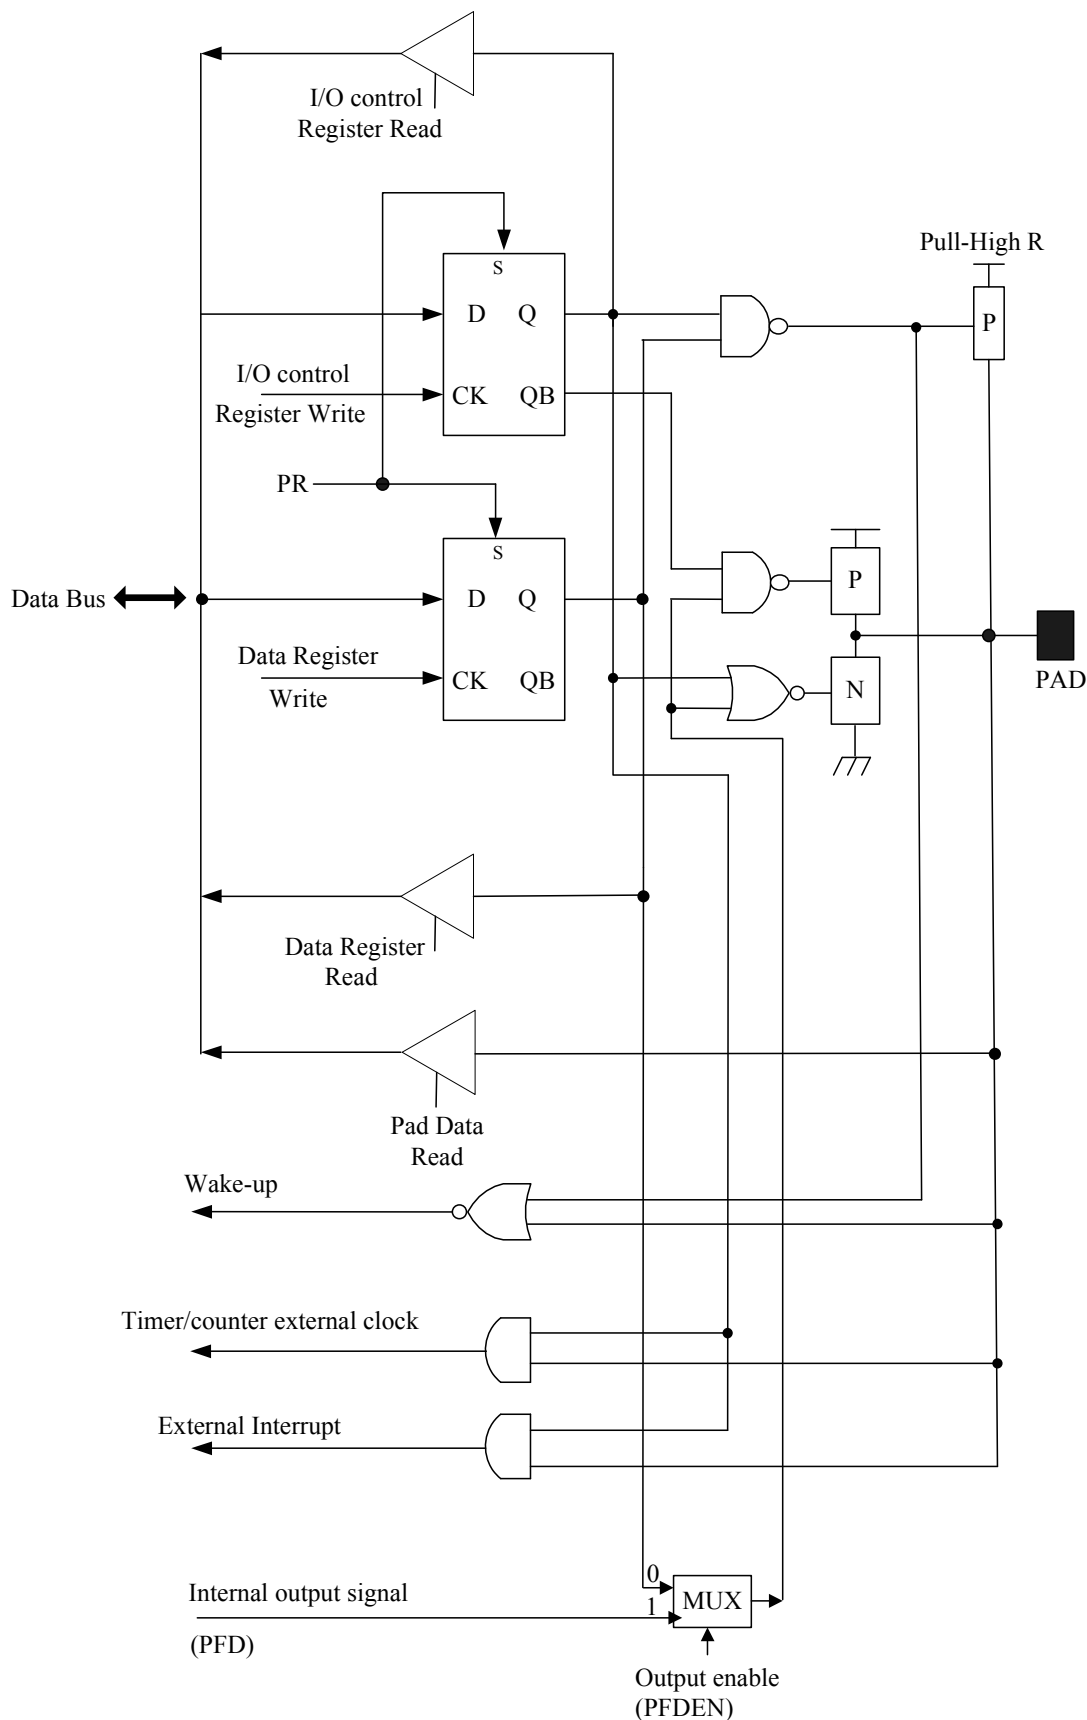 I/O control
Register Read
Pull-High R
S
D Q
P
I/O control
Register Write
CK QB
PR
S
P
Data Bus
D Q
Data Register
Write
CK QB
N
PAD
Data Register
Read
Pad Data
Read
Wake-up
Timer/counter external clock
External Interrupt
0
Internal output signal
1
MUX
(PFD)
Output enable
(PFDEN)